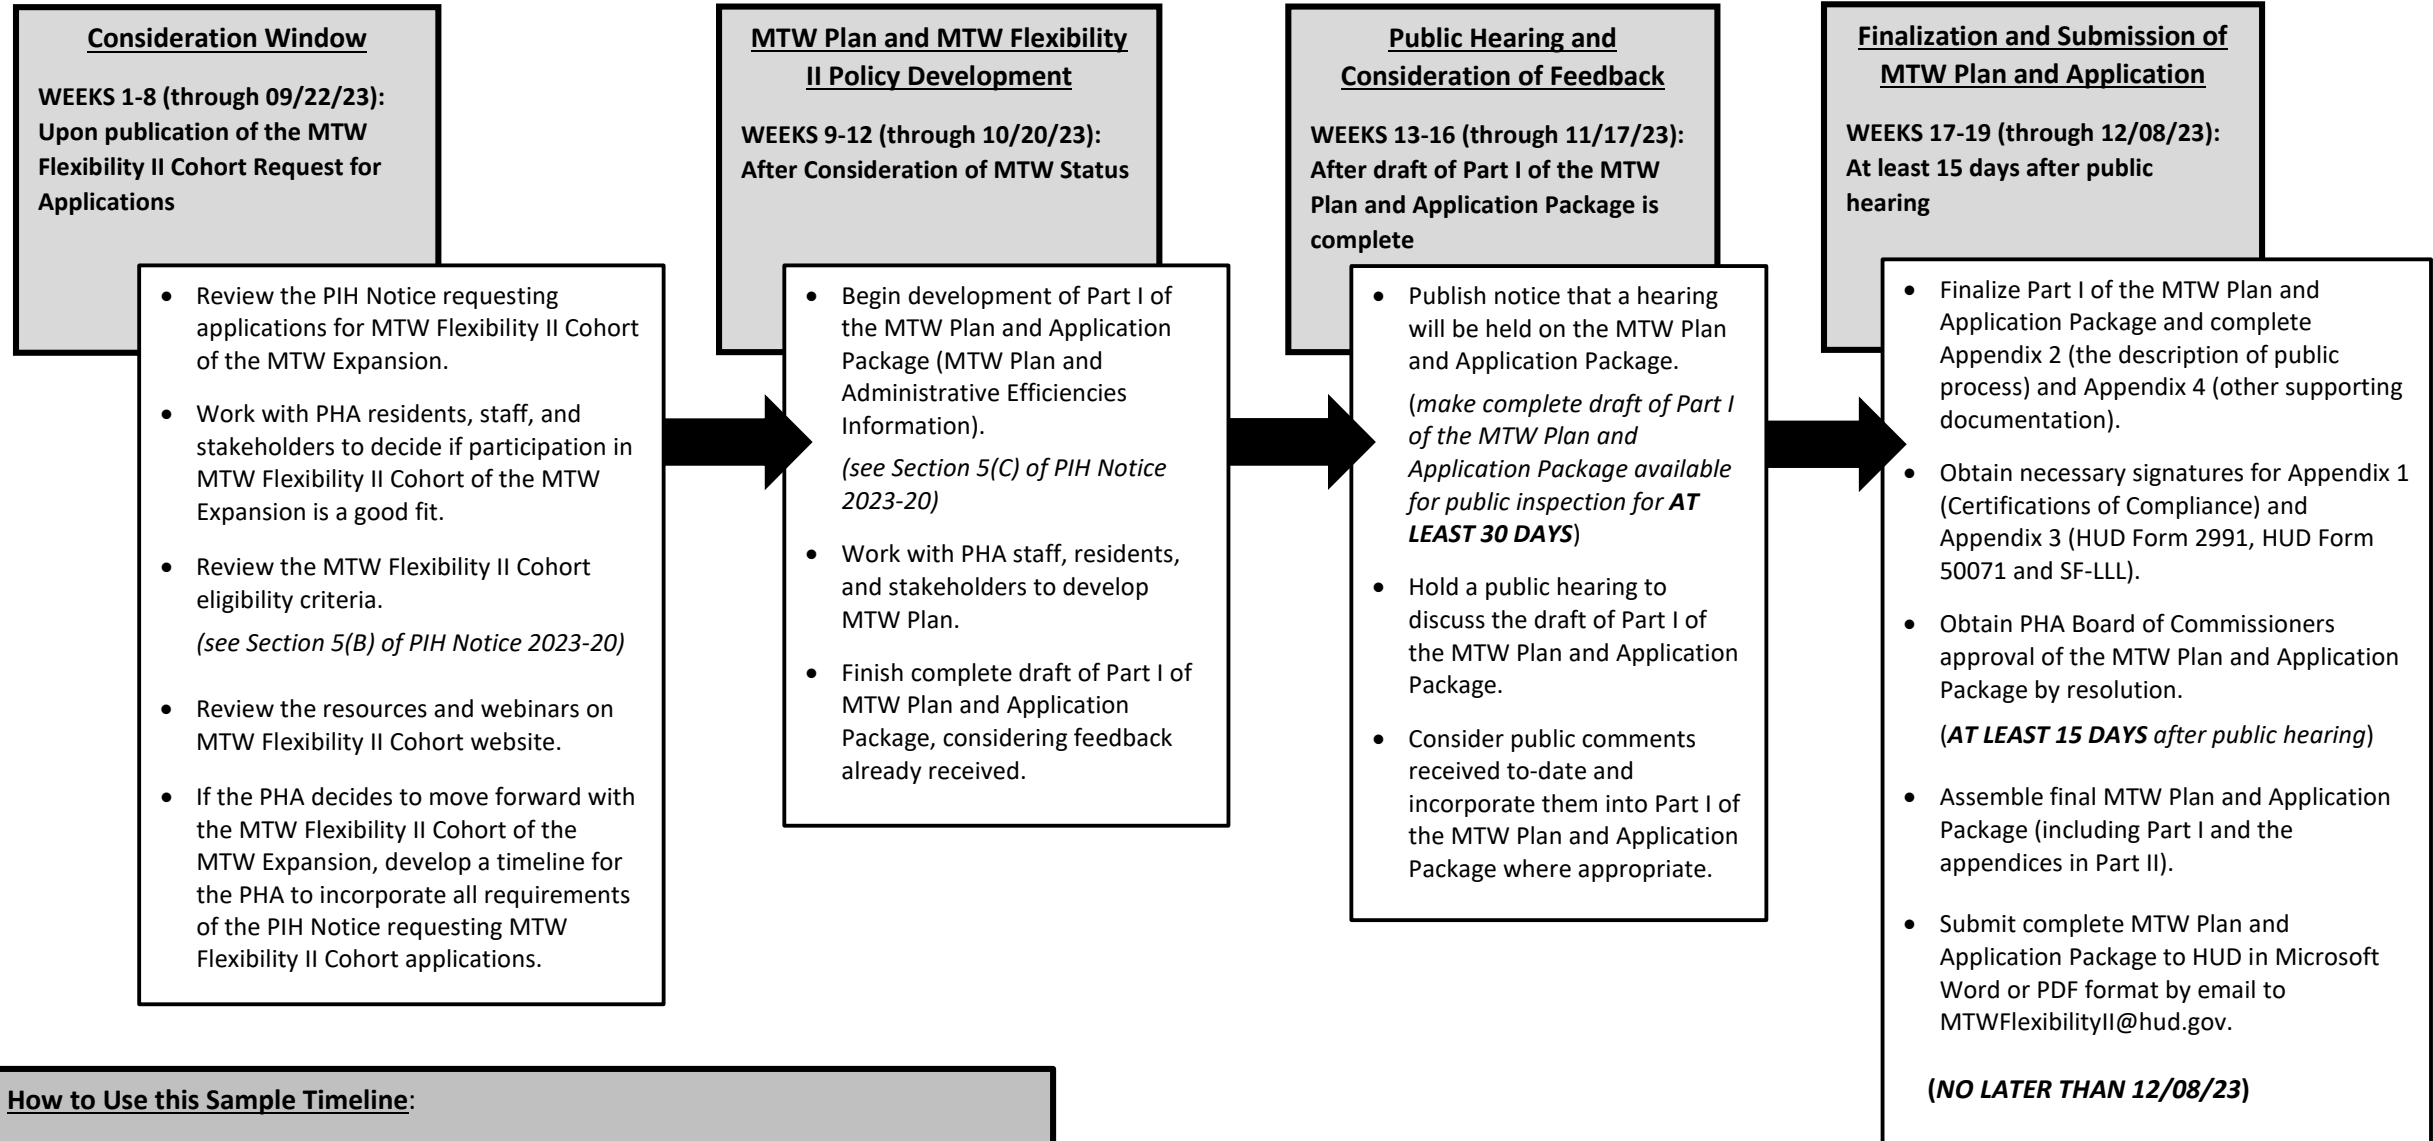 Consideration Window
WEEKS 1-8 (through 09/22/23):
Upon publication of the MTW
Flexibility II Cohort Request for
Applications
• Review the PIH Notice requesting
applications for MTW Flexibility II Cohort
of the MTW Expansion.
• Work with PHA residents, staff, and
stakeholders to decide if participation in
MTW Flexibility II Cohort of the MTW
Expansion is a good fit.
• Review the MTW Flexibility II Cohort
eligibility criteria.
(see Section 5(B) of PIH Notice 2023-20)
• Review the resources and webinars on
MTW Flexibility II Cohort website.
• If the PHA decides to move forward with
the MTW Flexibility II Cohort of the
MTW Expansion, develop a timeline for
the PHA to incorporate all requirements
of the PIH Notice requesting MTW
Flexibility II Cohort applications.
MTW Plan and MTW Flexibility
II Policy Development
WEEKS 9-12 (through 10/20/23):
After Consideration of MTW Status
• Begin development of Part I of
the MTW Plan and Application
Package (MTW Plan and
Administrative Efficiencies
Information).
(see Section 5(C) of PIH Notice
2023-20)
• Work with PHA staff, residents,
and stakeholders to develop
MTW Plan.
• Finish complete draft of Part I of
MTW Plan and Application
Package, considering feedback
already received.
Public Hearing and
Consideration of Feedback
WEEKS 13-16 (through 11/17/23):
After draft of Part I of the MTW
Plan and Application Package is
complete
• Publish notice that a hearing
will be held on the MTW Plan
and Application Package.
(make complete draft of Part I
of the MTW Plan and
Application Package available
for public inspection for AT
LEAST 30 DAYS)
• Hold a public hearing to
discuss the draft of Part I of
the MTW Plan and Application
Package.
• Consider public comments
received to-date and
incorporate them into Part I of
the MTW Plan and Application
Package where appropriate.
Finalization and Submission of
MTW Plan and Application
WEEKS 17-19 (through 12/08/23):
At least 15 days after public
hearing
• Finalize Part I of the MTW Plan and
Application Package and complete
Appendix 2 (the description of public
process) and Appendix 4 (other supporting
documentation).
• Obtain necessary signatures for Appendix 1
(Certifications of Compliance) and
Appendix 3 (HUD Form 2991, HUD Form
50071 and SF-LLL).
• Obtain PHA Board of Commissioners
approval of the MTW Plan and Application
Package by resolution.
(AT LEAST 15 DAYS after public hearing)
• Assemble final MTW Plan and Application
Package (including Part I and the
appendices in Part II).
• Submit complete MTW Plan and
Application Package to HUD in Microsoft
Word or PDF format by email to
MTWFlexibilityII@hud.gov.
(NO LATER THAN 12/08/23)
How to Use this Sample Timeline: